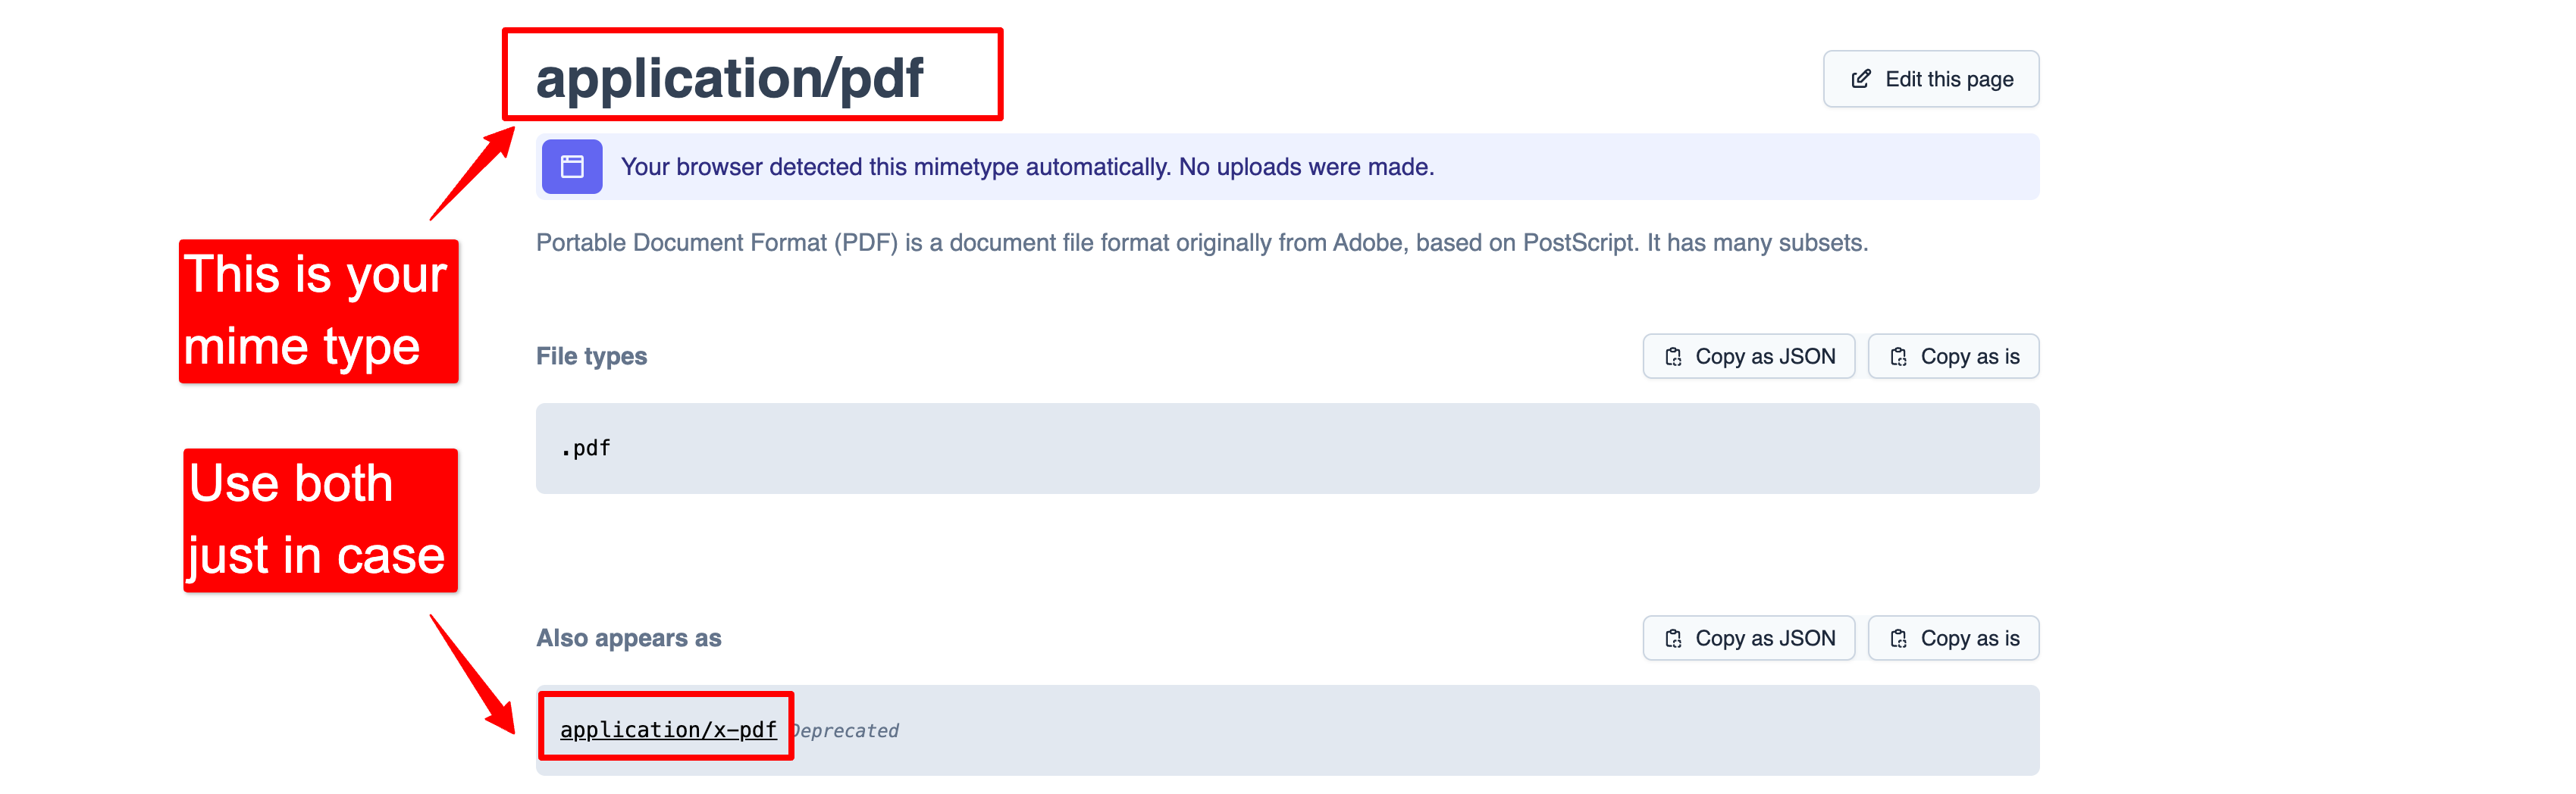 application/pdf
Edit this page
Your browser detected this mimetype automatically. No uploads were made.
Portable Document Format (PDF) is a document file format originally from Adobe, based on PostScript. It has many subsets.
This is your
mime type
File types
Copy as JSON
Copy as is
.pdf
Use both
just in case
Also appears as
Copy as JSON
Copy as is
application/x-pdf Deprecated